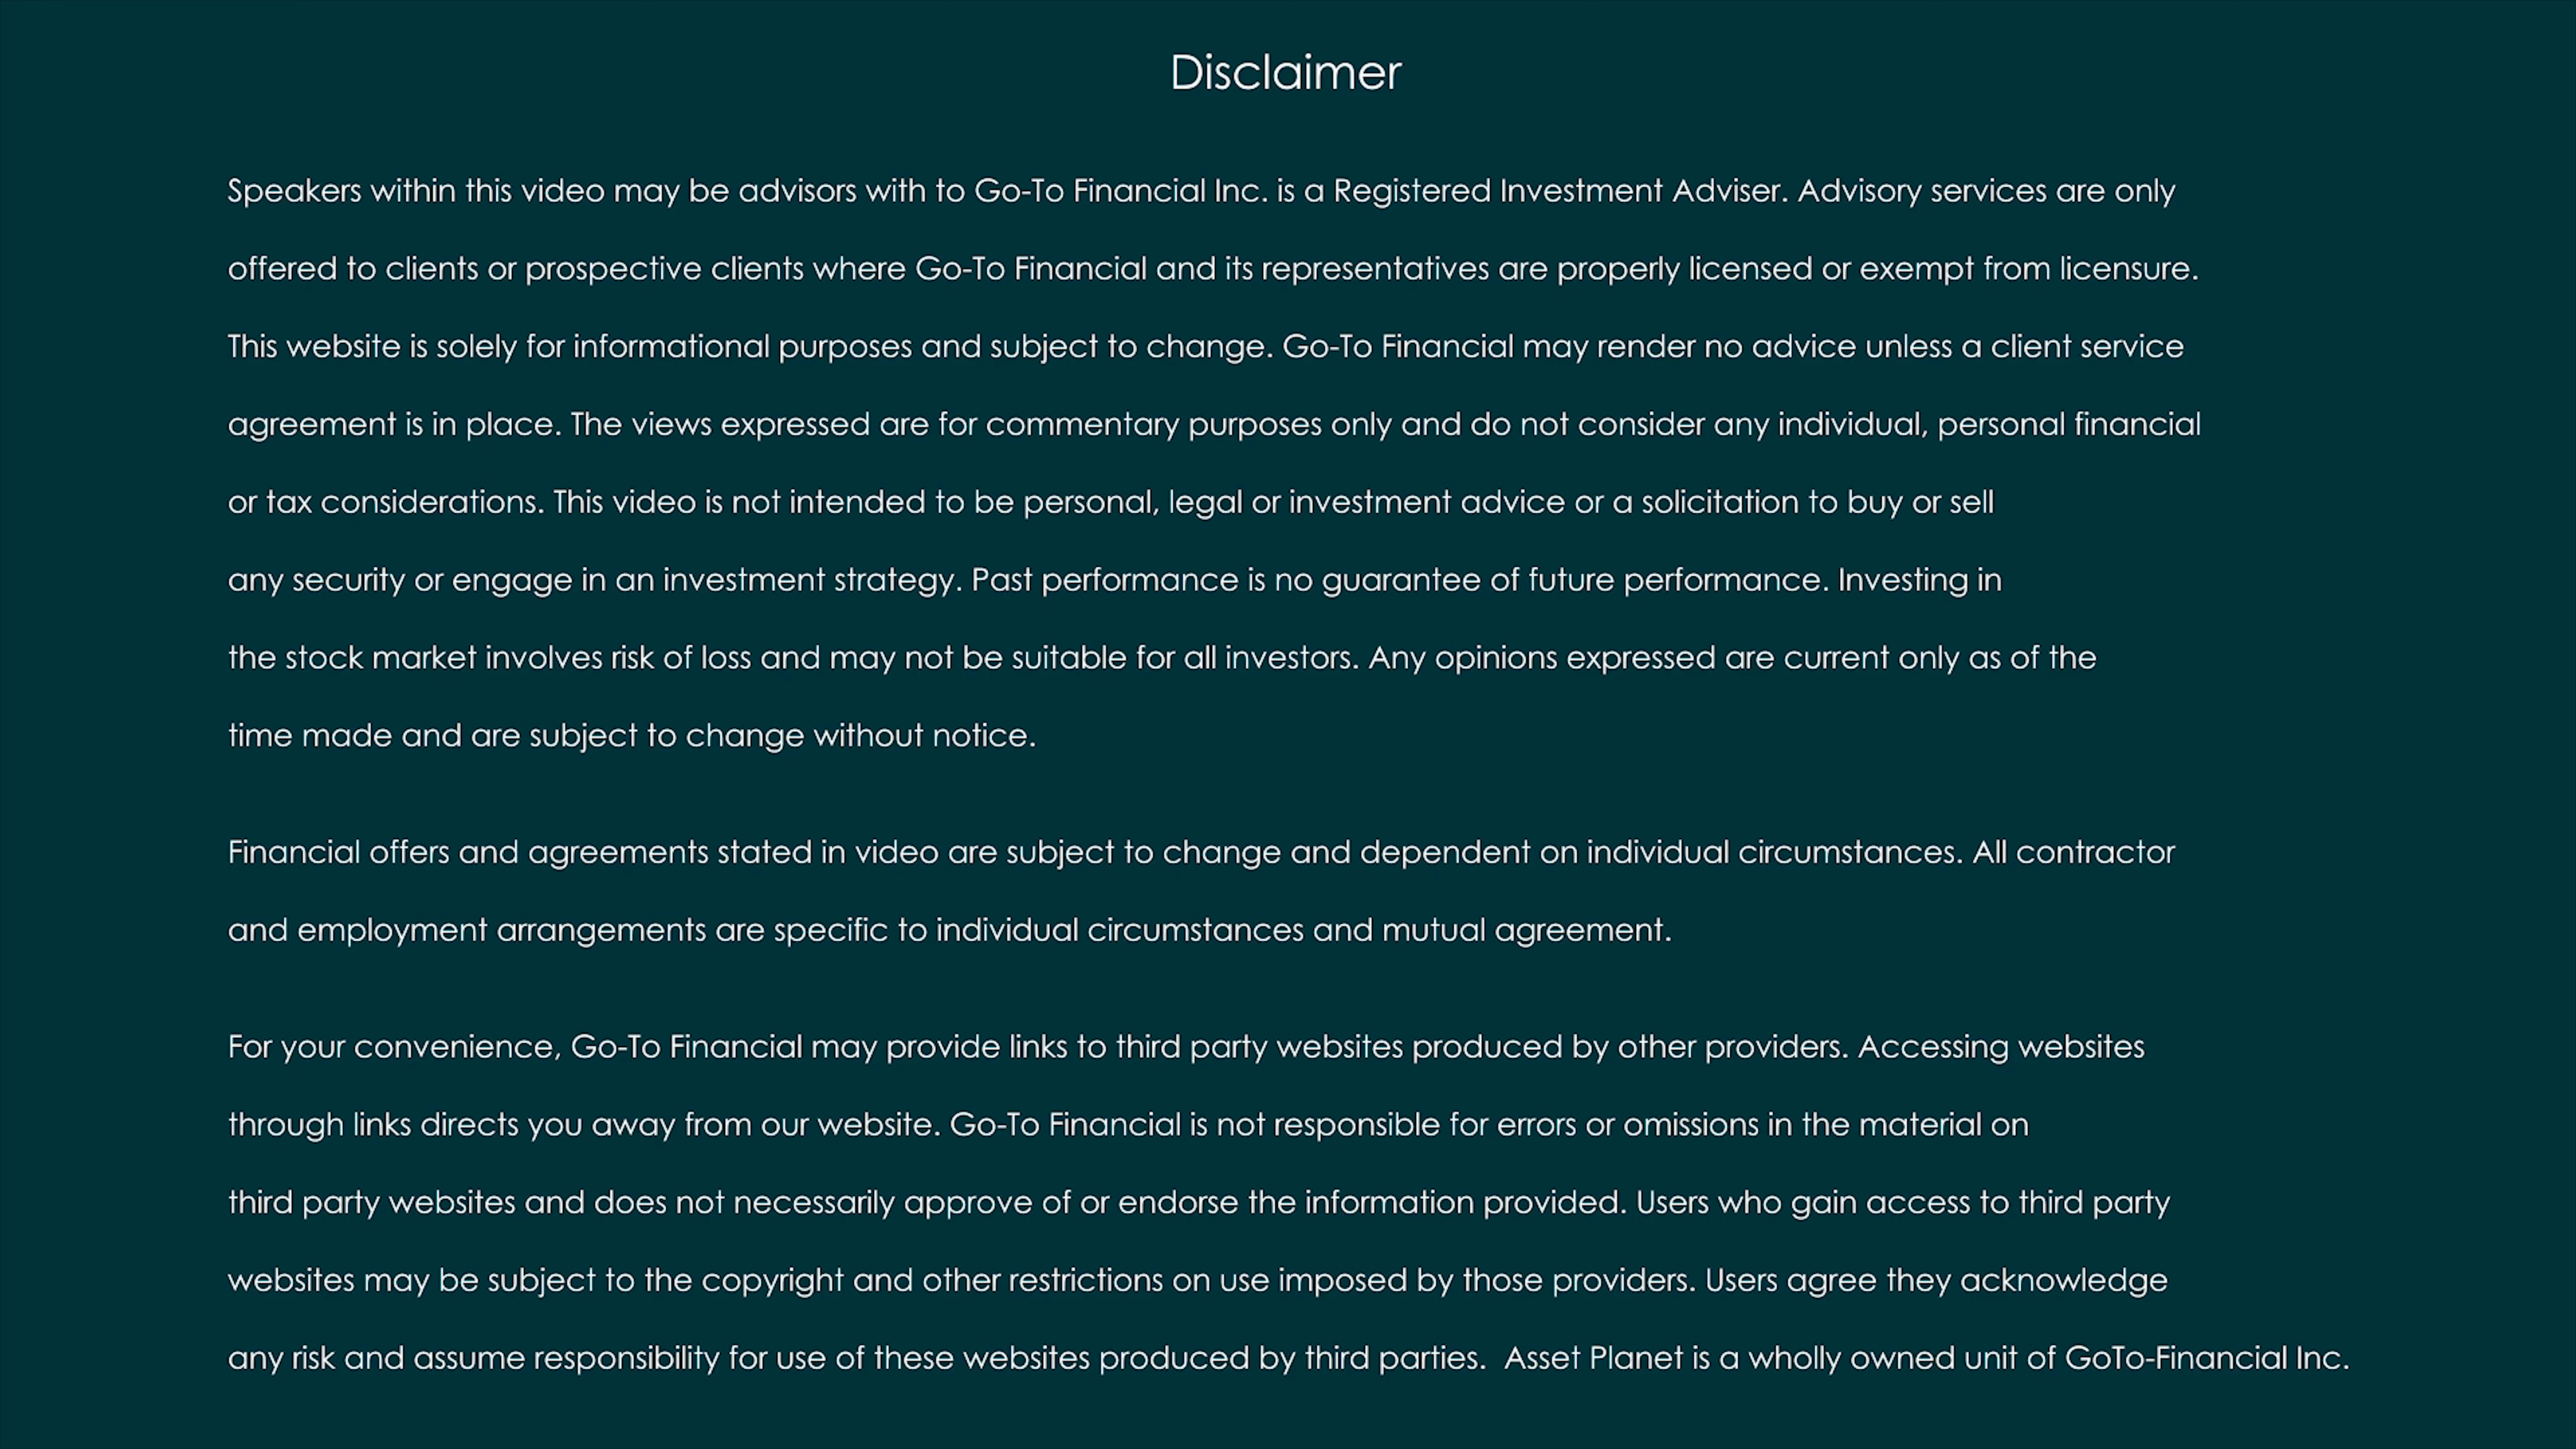 Disclaimer
Speakers within this video may be advisors with to Go-To Financial Inc. is a Registered Investment Adviser. Advisory services are only
offered to clients or prospective clients where Go-To Financial and its representatives are properly licensed or exempt from licensure.
This website is solely for informational purposes and subject to change. Go-To Financial may render no advice unless a client service
agreement is in place. The views expressed are for commentary purposes only and do not consider any individual, personal financial
or tax considerations. This video is not intended to be personal, legal or investment advice or a solicitation to buy or sell
any security or engage in an investment strategy. Past performance is no guarantee of future performance. Investing in
the stock market involves risk of loss and may not be suitable for all investors. Any opinions expressed are current only as of the
time made and are subject to change without notice.
Financial offers and agreements stated in video are subject to change and dependent on individual circumstances. All contractor
and employment arrangements are specific to individual circumstances and mutual agreement.
For your convenience, Go-To Financial may provide links to third party websites produced by other providers. Accessing websites
through links directs you away from our website. Go-To Financial is not responsible for errors or omissions in the material on
third party websites and does not necessarily approve of or endorse the information provided. Users who gain access to third party
websites may be subject to the copyright and other restrictions on use imposed by those providers. Users agree they acknowledge
any risk and assume responsibility for use of these websites produced by third parties.  Asset Planet is a wholly owned unit of GoTo-Financial Inc.